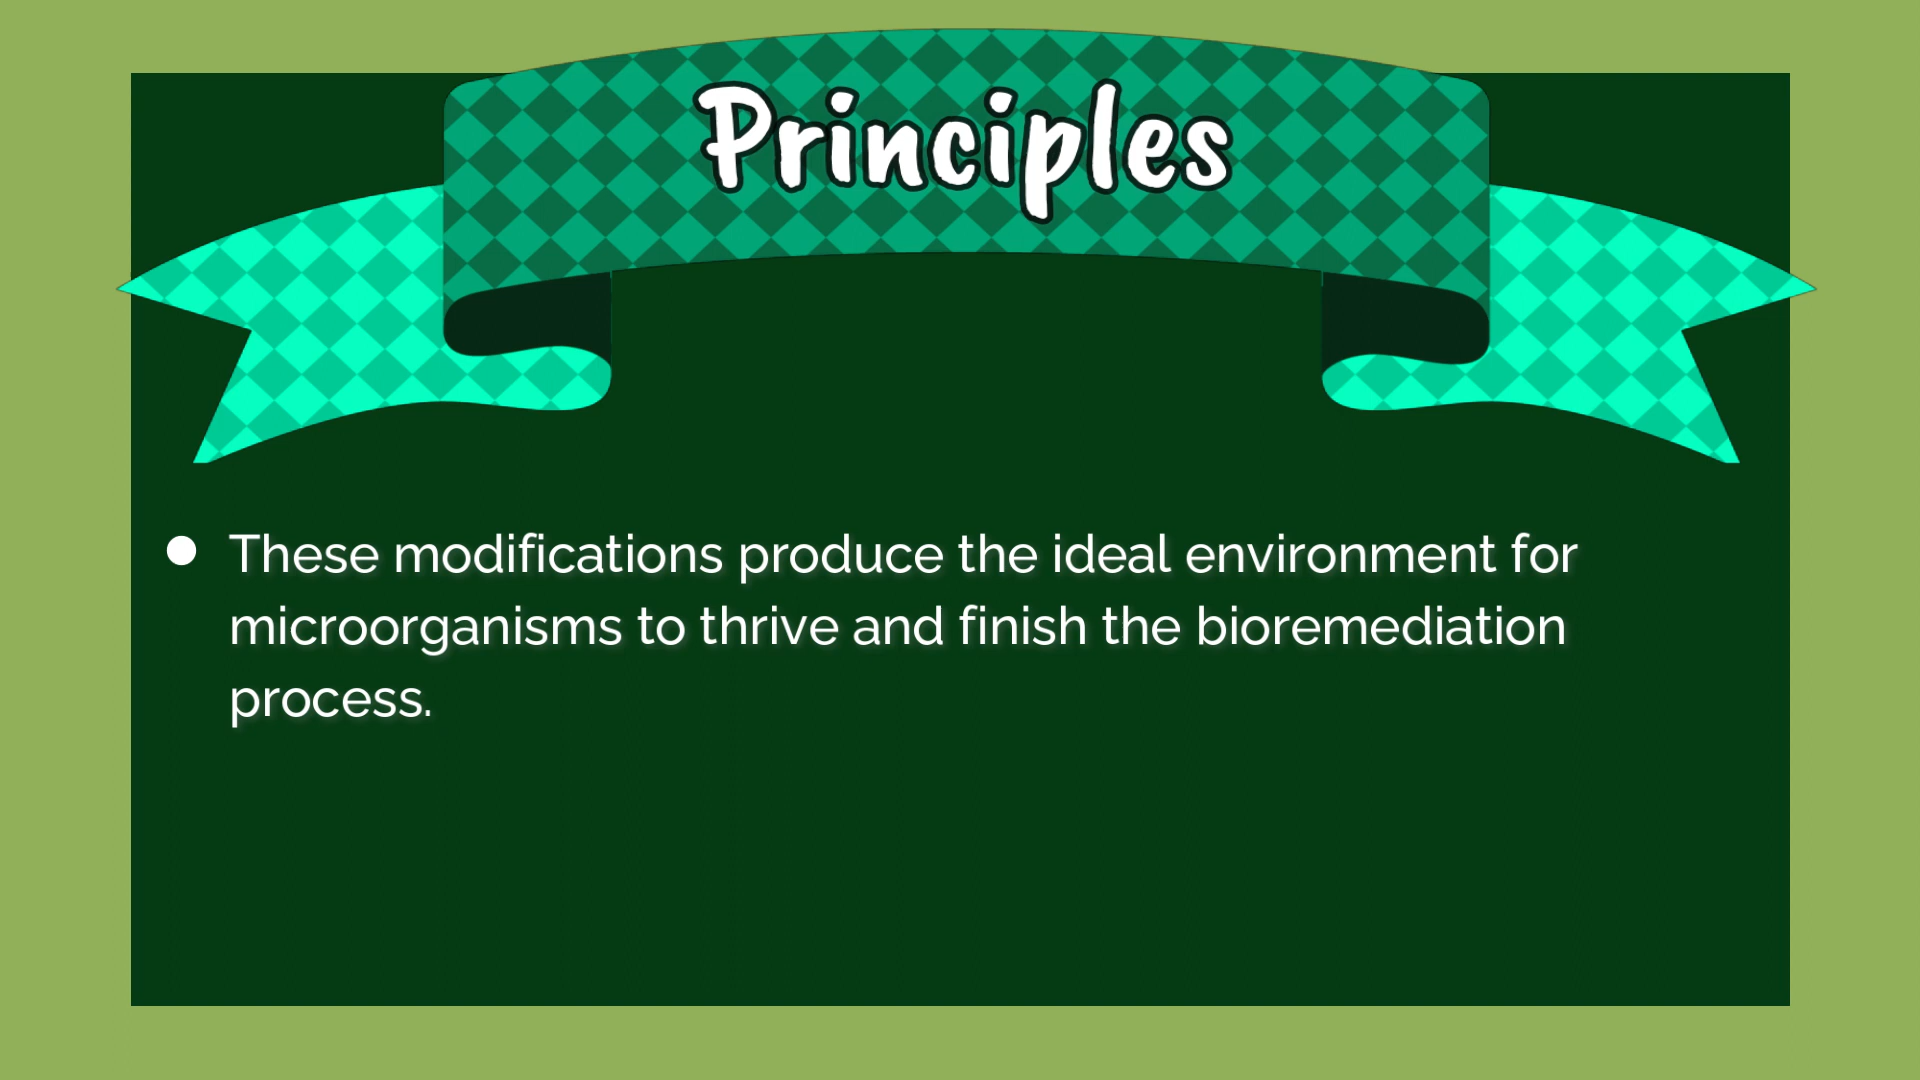 Principles
● These modifications produce the ideal environment for
microorganisms to thrive and finish the bioremediation
process.